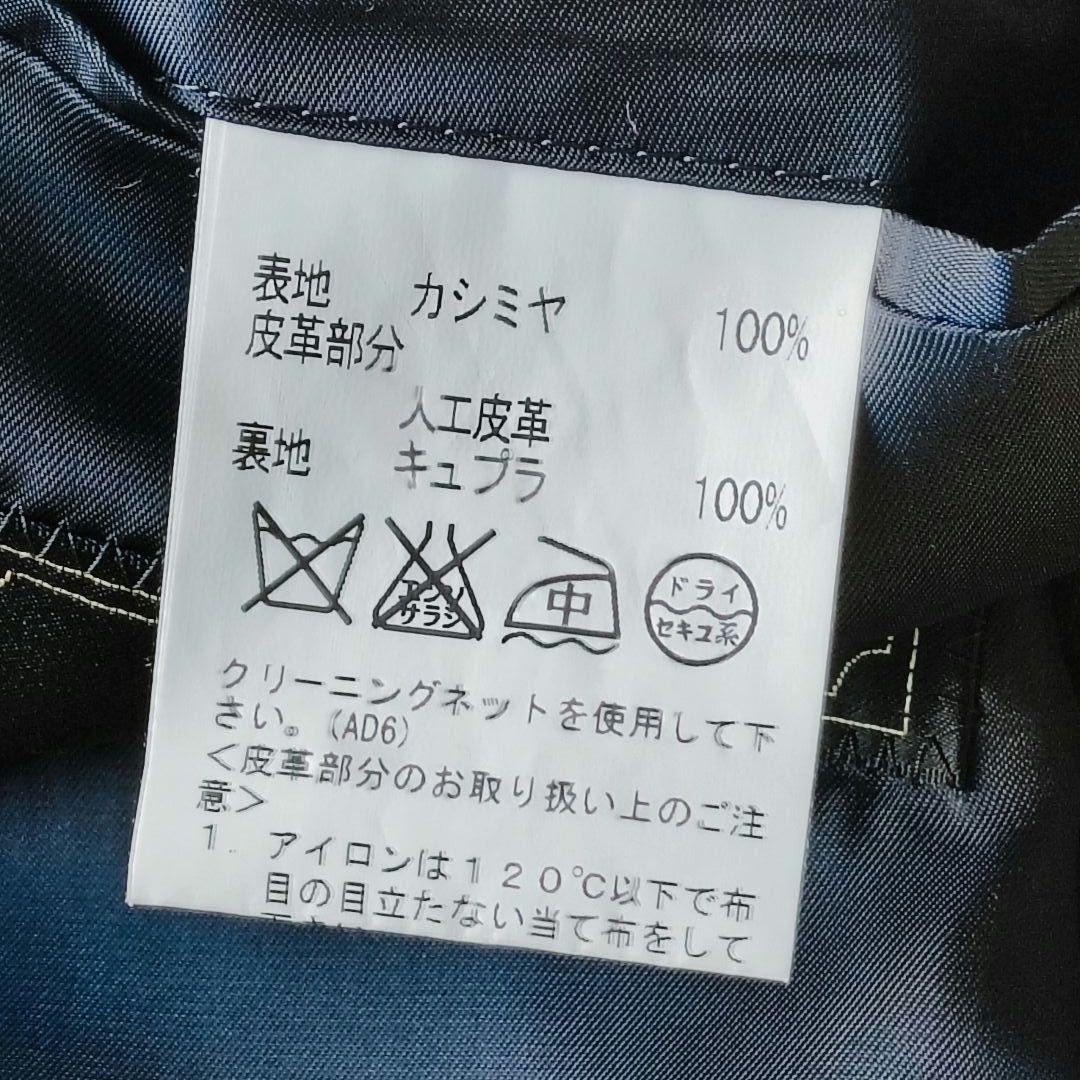 表地 カシミヤ 100%
皮革部分
人工皮革
裏地 キュプラ 100%
エンソ
サラシ
中
ドライ
セキユ系
クリーニングネットを使用して下
さい。(AD6)
<皮革部分のお取り扱い上のご注
意>
1. アイロンは120℃以下で布
目の目立たない当て布をして